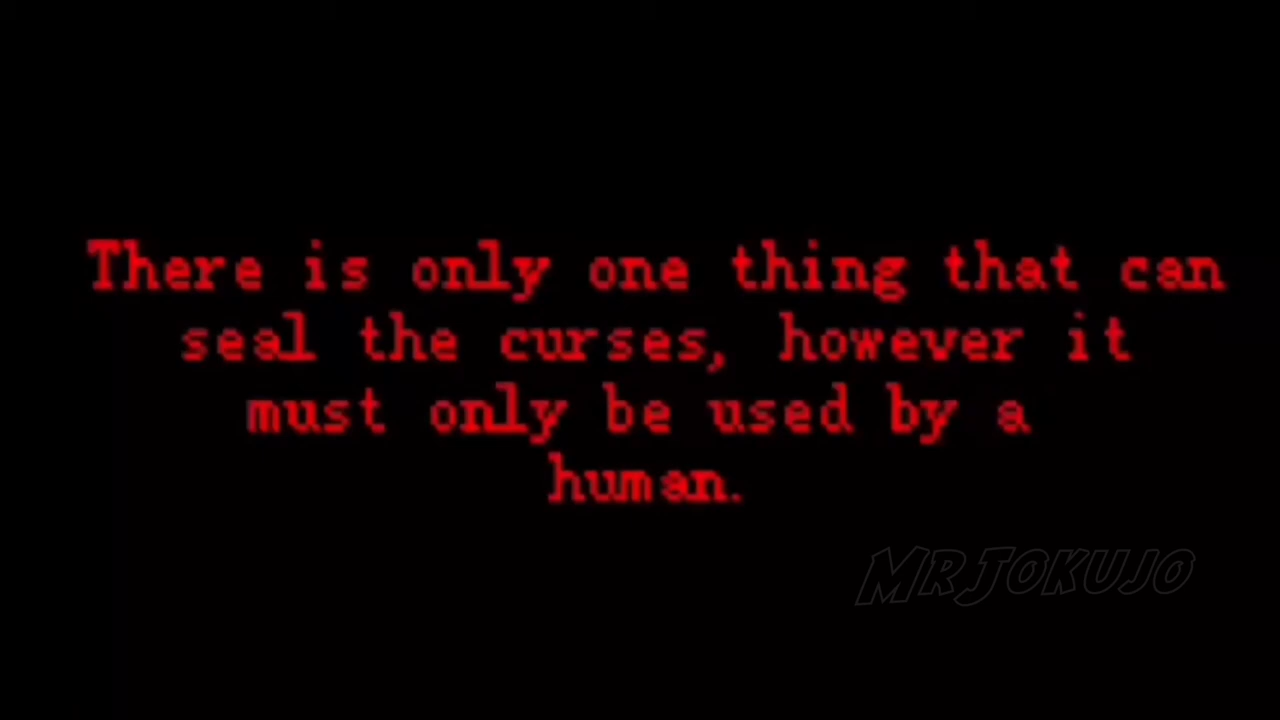 There is only one thing that can
seal the curses, however it
must only be used by a
human.
MRJOKUJO